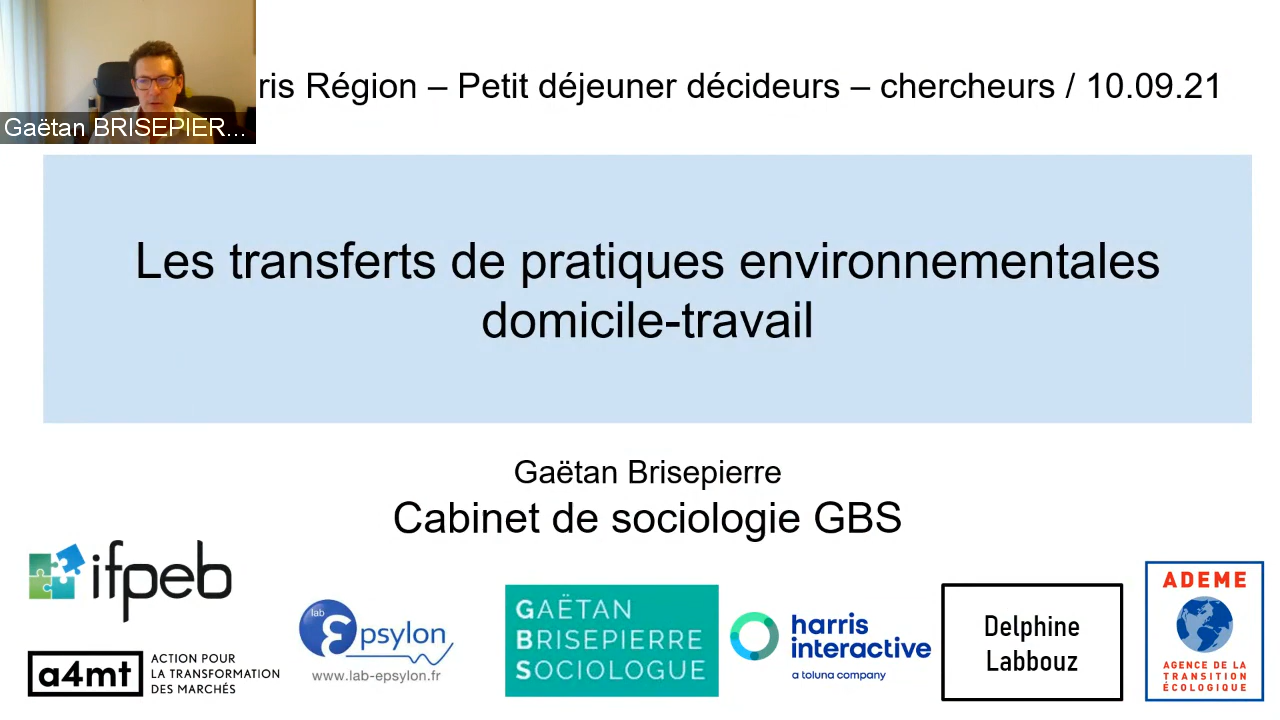 ris Région – Petit déjeuner décideurs – chercheurs / 10.09.21
Gaëtan BRISEPIER...
Les transferts de pratiques environnementales
domicile-travail
Gaëtan Brisepierre
Cabinet de sociologie GBS
ifpeb
a4mt
ACTION POUR
LA TRANSFORMATION
DES MARCHÉS
lab
εpsylon
www.lab-epsylon.fr
GAËTAN
BRISEPIERRE
SOCIOLOGUE
harris
interactive
a toluna company
Delphine
Labbouz
ADEME
AGENCE DE LA
TRANSITION
ÉCOLOGIQUE